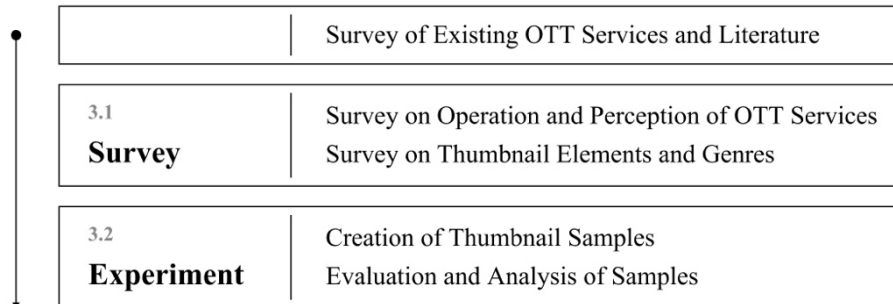 Survey of Existing OTT Services and Literature
3.1
Survey
Survey on Operation and Perception of OTT Services
Survey on Thumbnail Elements and Genres
3.2
Experiment
Creation of Thumbnail Samples
Evaluation and Analysis of Samples